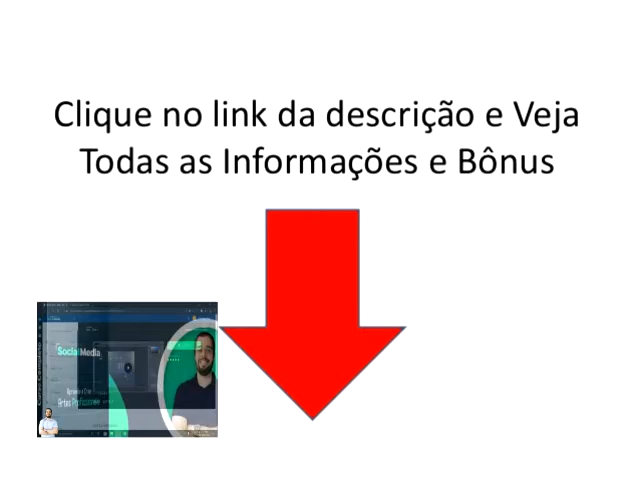 Clique no link da descrição e Veja
Todas as Informações e Bônus
Social Media